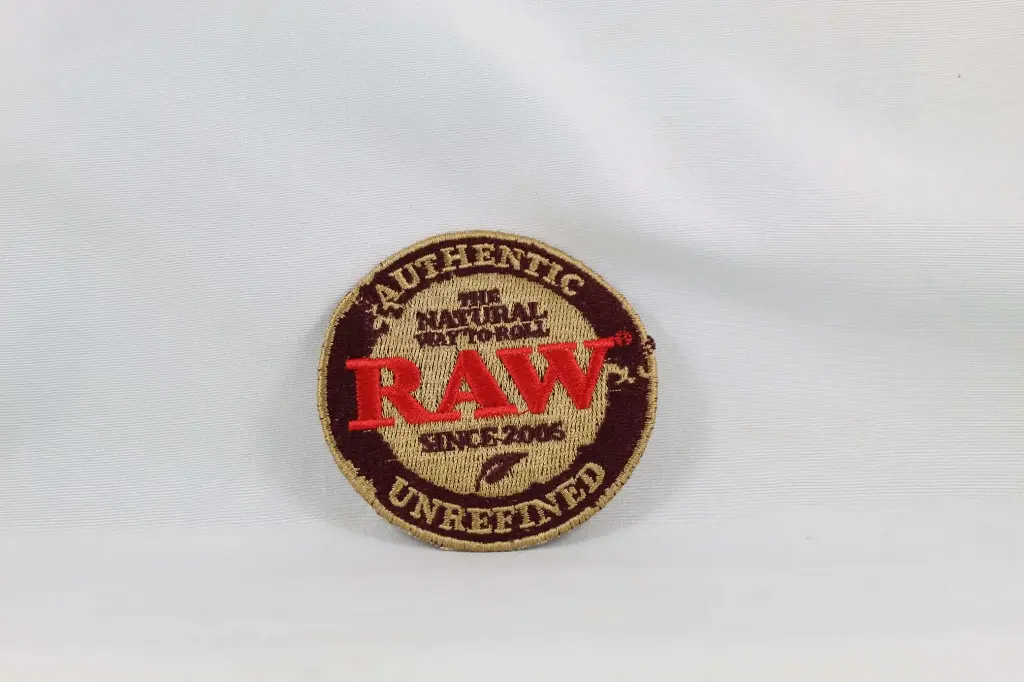 AUTHENTIC
THE
NATURAL
WAY TO ROLL
RAW®
SINCE 2005
UNREFINED